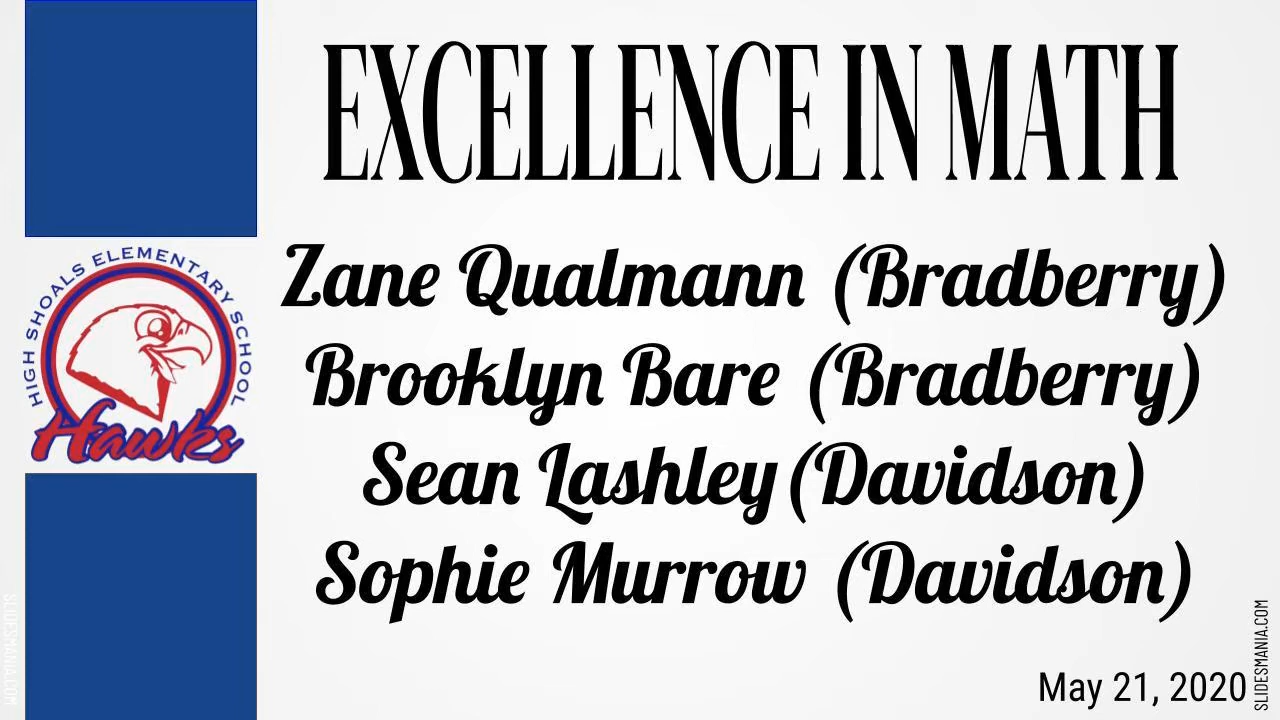 EXCELLENCE IN MATH
HIGH SHOALS ELEMENTARY SCHOOL
Hawks
Zane Qualmann (Bradberry)
Brooklyn Bare (Bradberry)
Sean Lashley (Davidson)
Sophie Murrow (Davidson)
May 21, 2020
SLIDESMANIA.COM
SLIDESMANIA.COM